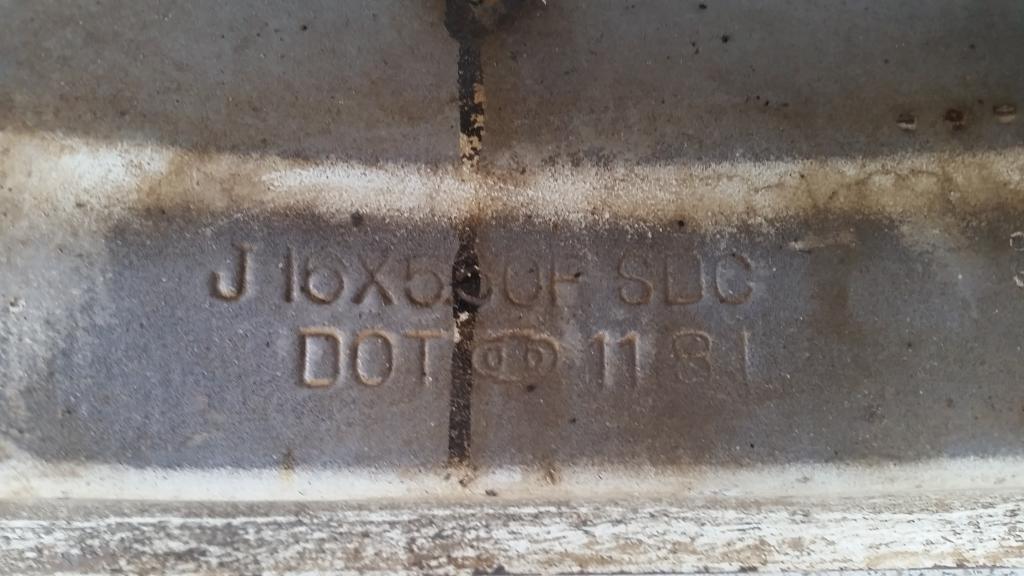 J 16X5.50F SDC
DOT 11 8 1